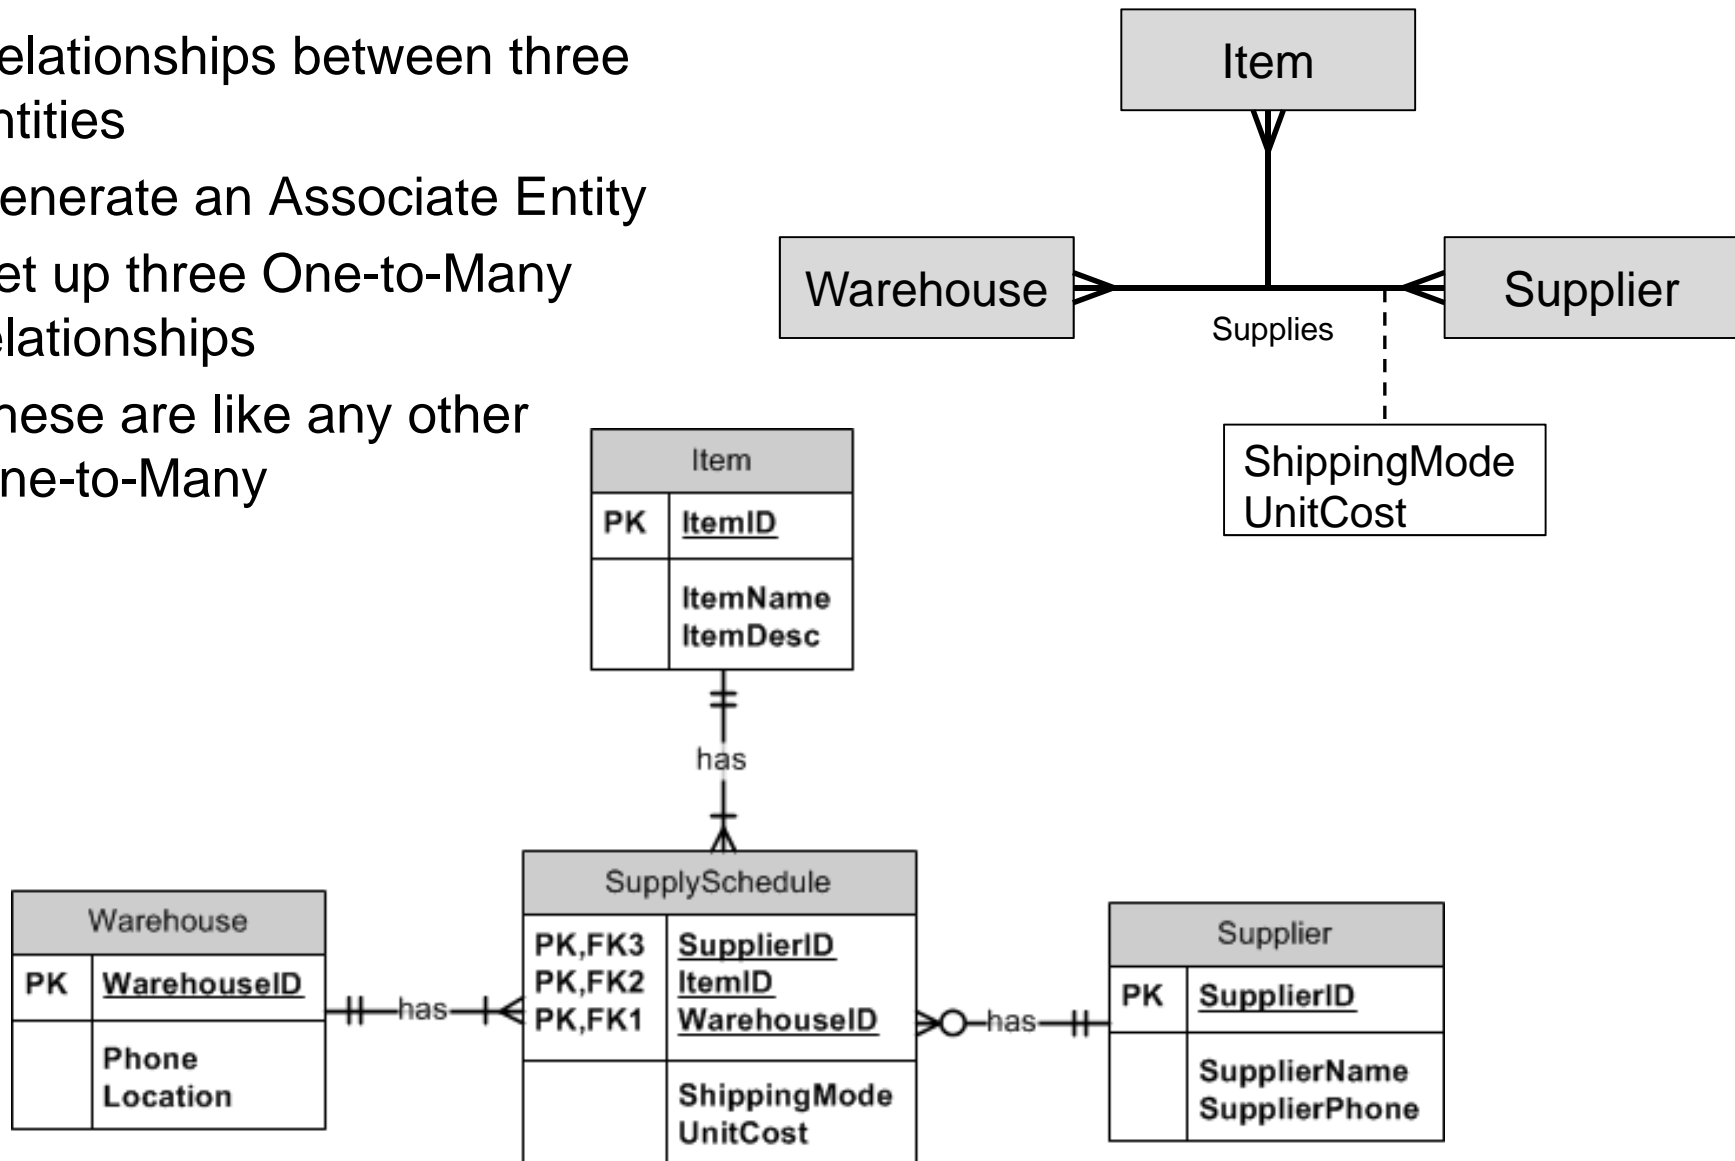 elationships between three
ntities
enerate an Associate Entity
et up three One-to-Many
elationships
hese are like any other
ne-to-Many
Item
Warehouse
Supplier
Supplies
ShippingMode
UnitCost
Item
PK ItemID
ItemName
ItemDesc
has
Warehouse
PK WarehouseID
Phone
Location
has
SupplySchedule
PK,FK3 SupplierID
PK,FK2 ItemID
PK,FK1 WarehouseID
ShippingMode
UnitCost
has
Supplier
PK SupplierID
SupplierName
SupplierPhone